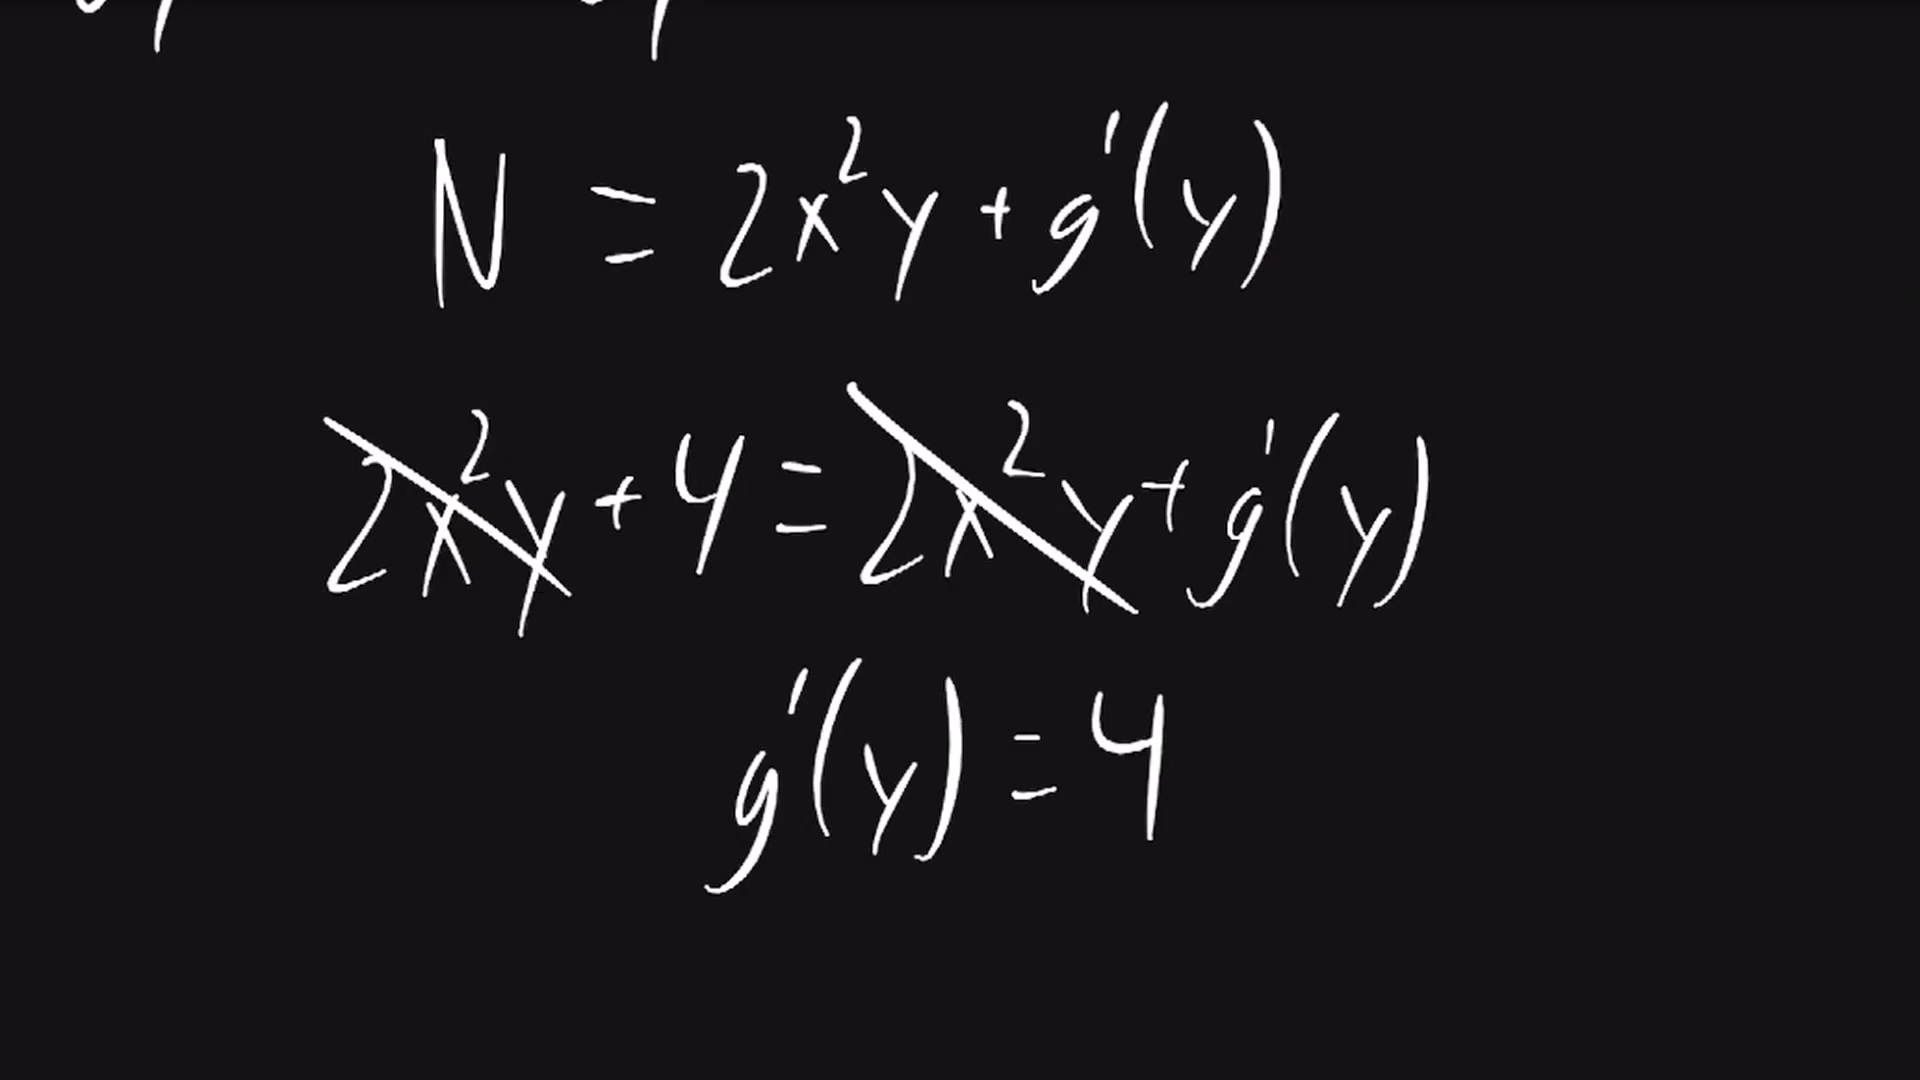 N = 2x²y + g'(y)
2x²y + 4 = 2x²y + g'(y)
g'(y) = 4